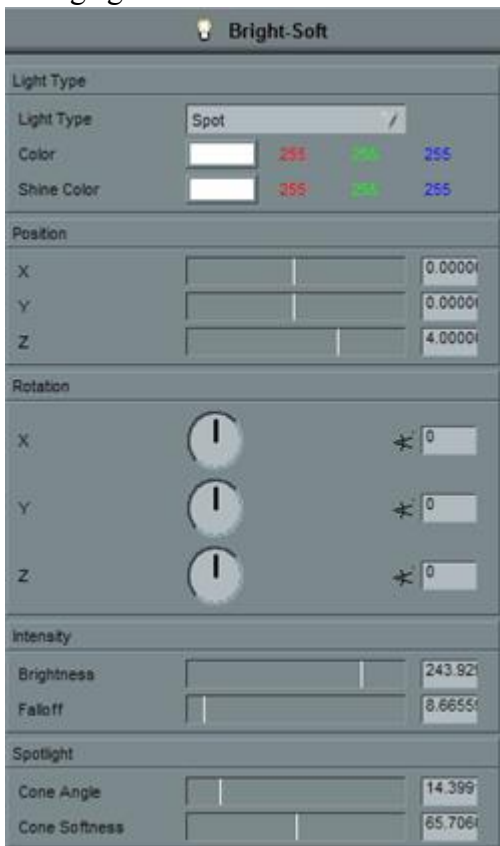 Bright-Soft
Light Type
Light Type Spot
Color 255 255 255
Shine Color 255 255 255
Position
X 0.0000
Y 0.0000
Z 4.0000
Rotation
X 0
Y 0
Z 0
Intensity
Brightness 243.925
Falloff 8.6655
Spotlight
Cone Angle 14.399
Cone Softness 65.706